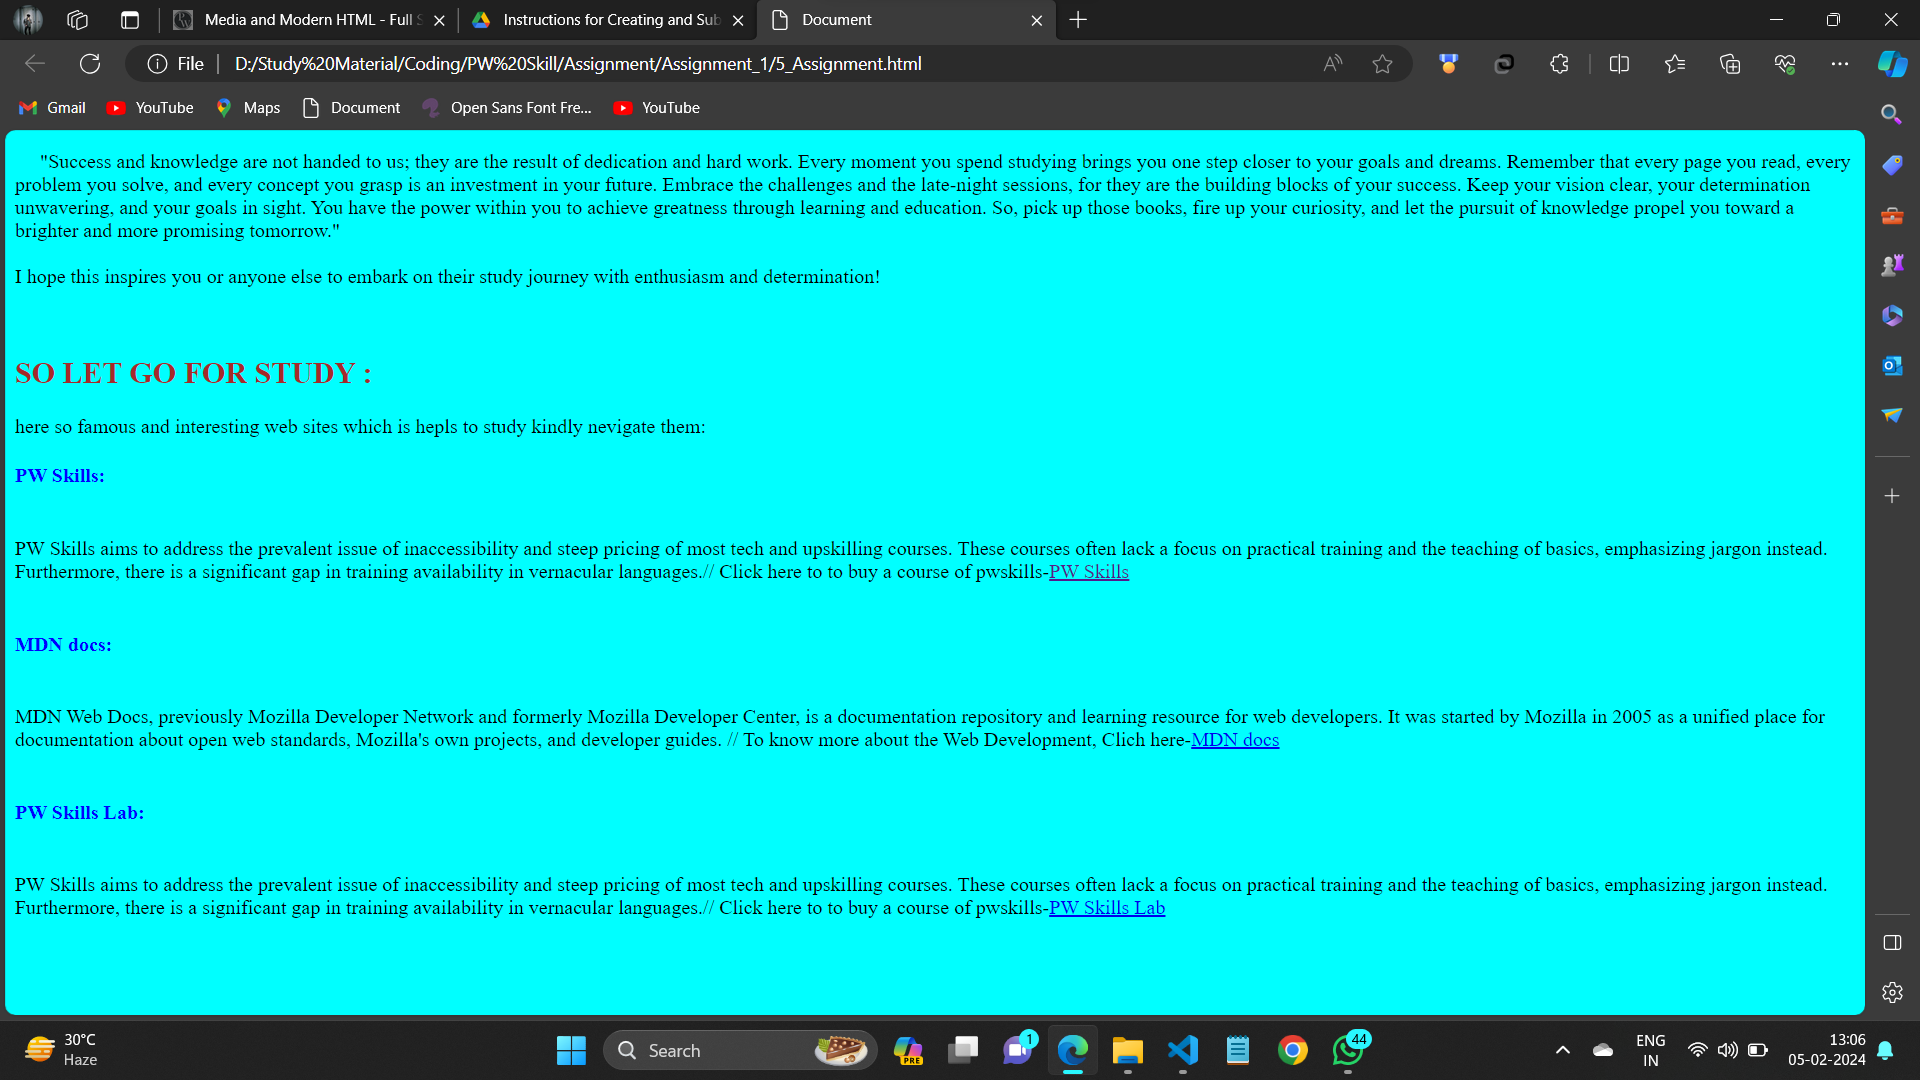 Media and Modern HTML - Full S
Instructions for Creating and Sub
Document
File
D:/Study%20Material/Coding/PW%20Skill/Assignment/Assignment_1/5_Assignment.html
Gmail
YouTube
Maps
Document
Open Sans Font Fre...
YouTube
"Success and knowledge are not handed to us; they are the result of dedication and hard work. Every moment you spend studying brings you one step closer to your goals and dreams. Remember that every page you read, every
problem you solve, and every concept you grasp is an investment in your future. Embrace the challenges and the late-night sessions, for they are the building blocks of your success. Keep your vision clear, your determination
unwavering, and your goals in sight. You have the power within you to achieve greatness through learning and education. So, pick up those books, fire up your curiosity, and let the pursuit of knowledge propel you toward a
brighter and more promising tomorrow."
I hope this inspires you or anyone else to embark on their study journey with enthusiasm and determination!
SO LET GO FOR STUDY :
here so famous and interesting web sites which is hepls to study kindly nevigate them:
PW Skills:
PW Skills aims to address the prevalent issue of inaccessibility and steep pricing of most tech and upskilling courses. These courses often lack a focus on practical training and the teaching of basics, emphasizing jargon instead.
Furthermore, there is a significant gap in training availability in vernacular languages.// Click here to to buy a course of pwskills-PW Skills
MDN docs:
MDN Web Docs, previously Mozilla Developer Network and formerly Mozilla Developer Center, is a documentation repository and learning resource for web developers. It was started by Mozilla in 2005 as a unified place for
documentation about open web standards, Mozilla's own projects, and developer guides. // To know more about the Web Development, Clich here-MDN docs
PW Skills Lab:
PW Skills aims to address the prevalent issue of inaccessibility and steep pricing of most tech and upskilling courses. These courses often lack a focus on practical training and the teaching of basics, emphasizing jargon instead.
Furthermore, there is a significant gap in training availability in vernacular languages.// Click here to to buy a course of pwskills-PW Skills Lab
30°C
Haze
Search
PRE
1
44
ENG
IN
13:06
05-02-2024